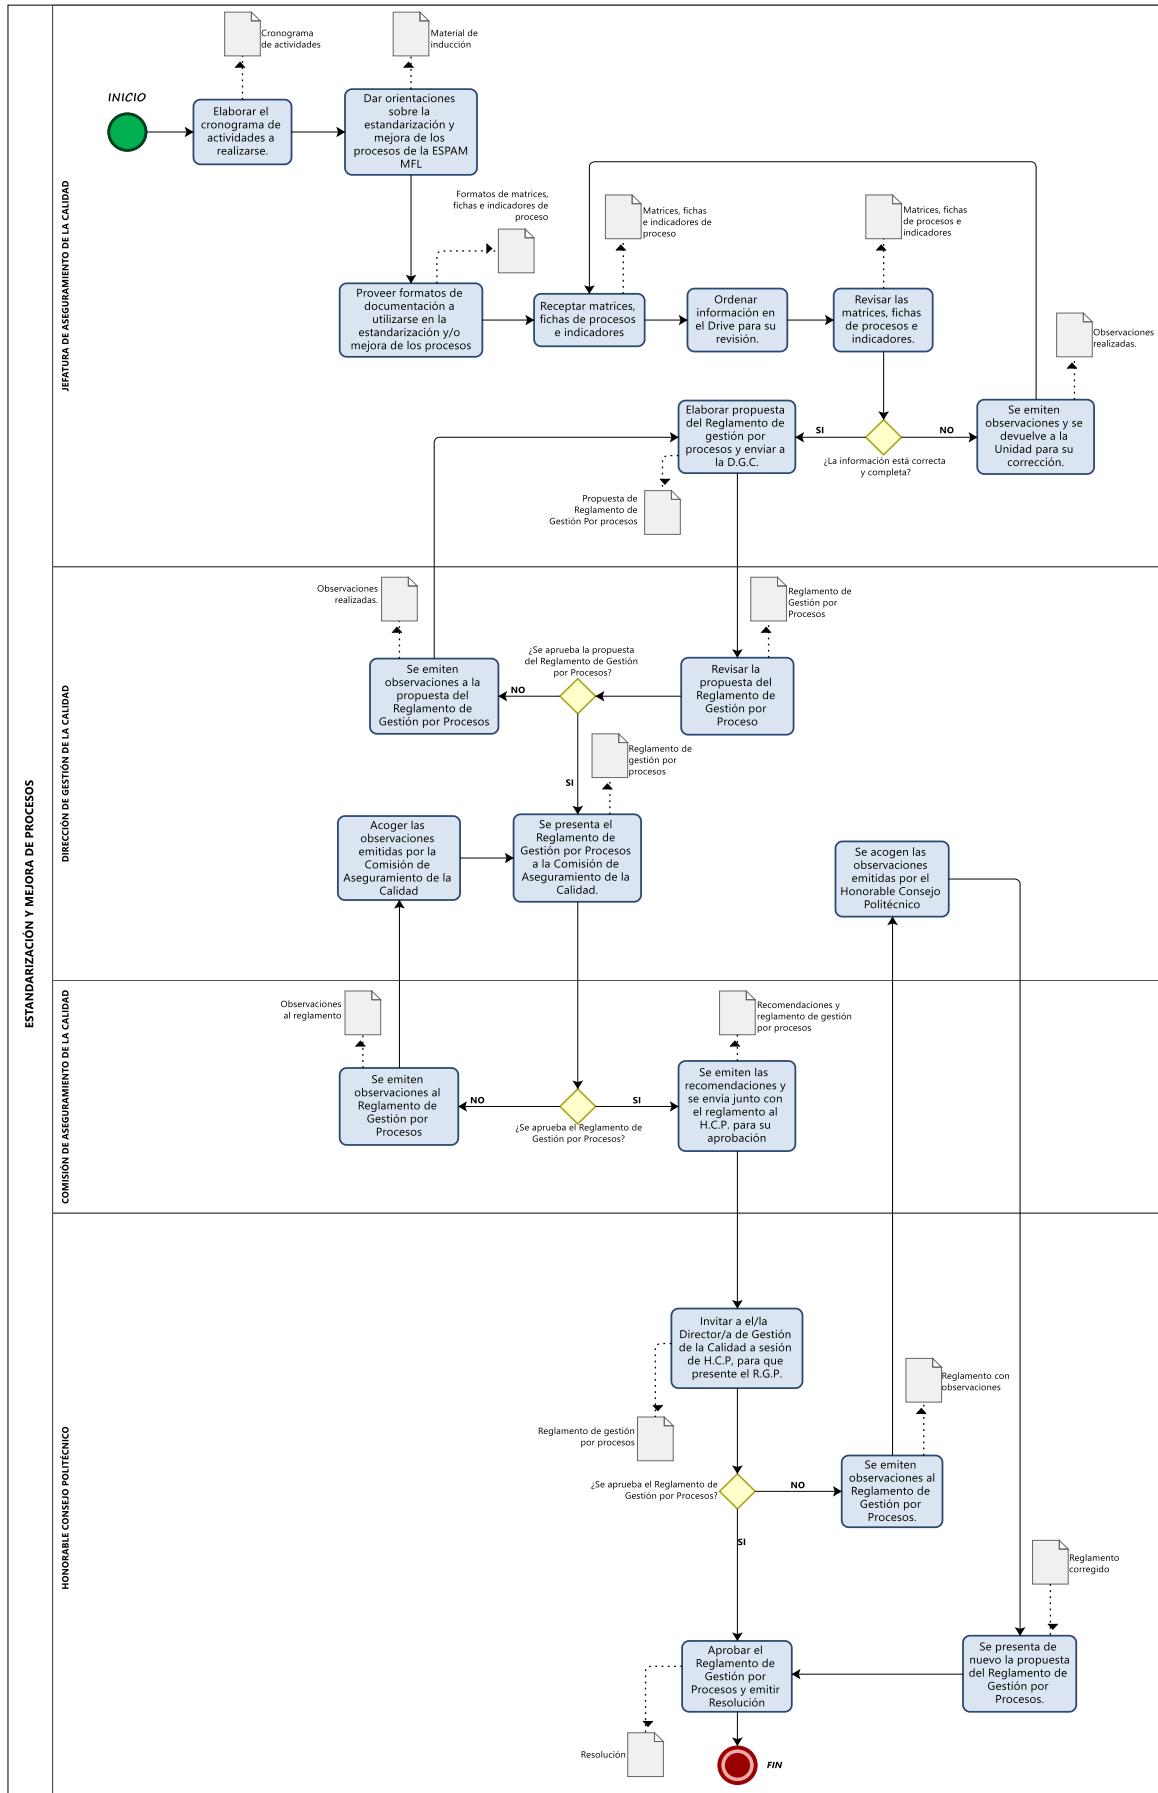 ESTANDARIZACIÓN Y MEJORA DE PROCESOS
JEFATURA DE ASEGURAMIENTO DE LA CALIDAD
Cronograma
de actividades
Material de
inducción
INICIO
Elaborar el
cronograma de
actividades a
realizarse.
Dar orientaciones
sobre la
estandarización y
mejora de los
procesos de la ESPAM
MFL
Formatos de matrices,
fichas e indicadores de
proceso
Matrices, fichas
e indicadores de
proceso
Matrices, fichas
de procesos e
indicadores
Proveer formatos de
documentación a
utilizarse en la
estandarización y/o
mejora de los procesos
Receptar matrices,
fichas de procesos
e indicadores
Ordenar
información en
el Drive para su
revisión.
Revisar las
matrices, fichas
de procesos e
indicadores.
Observaciones
realizadas.
Elaborar propuesta
del Reglamento de
gestión por
procesos y enviar a
la D.G.C.
SI
NO
¿La información está correcta
y completa?
Se emiten
observaciones y se
devuelve a la
Unidad para su
corrección.
Propuesta de
Reglamento de
Gestión Por procesos
DIRECCIÓN DE GESTIÓN DE LA CALIDAD
Observaciones
realizadas.
Reglamento de
Gestión por
Procesos
¿Se aprueba la propuesta
del Reglamento de Gestión
por Procesos?
Se emiten
observaciones a la
propuesta del
Reglamento de
Gestión por Procesos
NO
Revisar la
propuesta del
Reglamento de
Gestión por
Proceso
Reglamento de
gestión por
procesos
SI
Acoger las
observaciones
emitidas por la
Comisión de
Aseguramiento de la
Calidad
Se presenta el
Reglamento de
Gestión por Procesos
a la Comisión de
Aseguramiento de la
Calidad.
Se acogen las
observaciones
emitidas por el
Honorable Consejo
Politécnico
COMISIÓN DE ASEGURAMIENTO DE LA CALIDAD
Observaciones
al reglamento
Recomendaciones y
reglamento de gestión
por procesos
Se emiten
observaciones al
Reglamento de
Gestión por
Procesos
NO
SI
¿Se aprueba el Reglamento de
Gestión por Procesos?
Se emiten las
recomendaciones y
se envía junto con
el reglamento al
H.C.P. para su
aprobación
HONORABLE CONSEJO POLITÉCNICO
Invitar a el/la
Director/a de Gestión
de la Calidad a sesión
de H.C.P, para que
presente el R.G.P.
Reglamento con
observaciones
Reglamento de gestión
por procesos
¿Se aprueba el Reglamento de
Gestión por Procesos?
NO
Se emiten
observaciones al
Reglamento de
Gestión por
Procesos.
SI
Reglamento
corregido
Aprobar el
Reglamento de
Gestión por
Procesos y emitir
Resolución
Se presenta de
nuevo la propuesta
del Reglamento de
Gestión por
Procesos.
Resolución
FIN